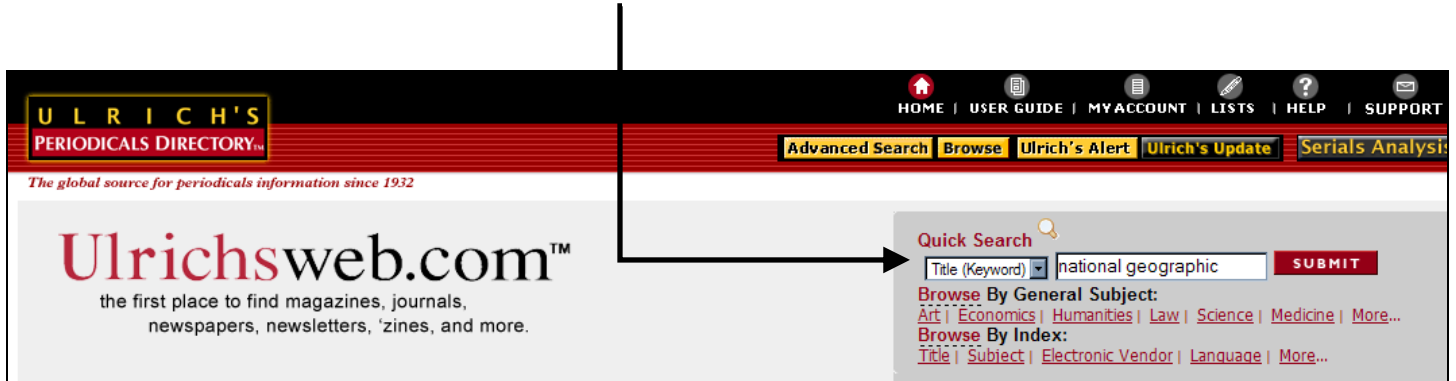 HOME | USER GUIDE | MY ACCOUNT | LISTS | HELP | SUPPORT
ULRICH'S
PERIODICALS DIRECTORY™
Advanced Search Browse Ulrich's Alert Ulrich's Update Serials Analysis
The global source for periodicals information since 1932
Ulrichsweb.com™
the first place to find magazines, journals,
newspapers, newsletters, 'zines, and more.
Quick Search
Title (Keyword) national geographic SUBMIT
Browse By General Subject:
Art | Economics | Humanities | Law | Science | Medicine | More...
Browse By Index:
Title | Subject | Electronic Vendor | Language | More...